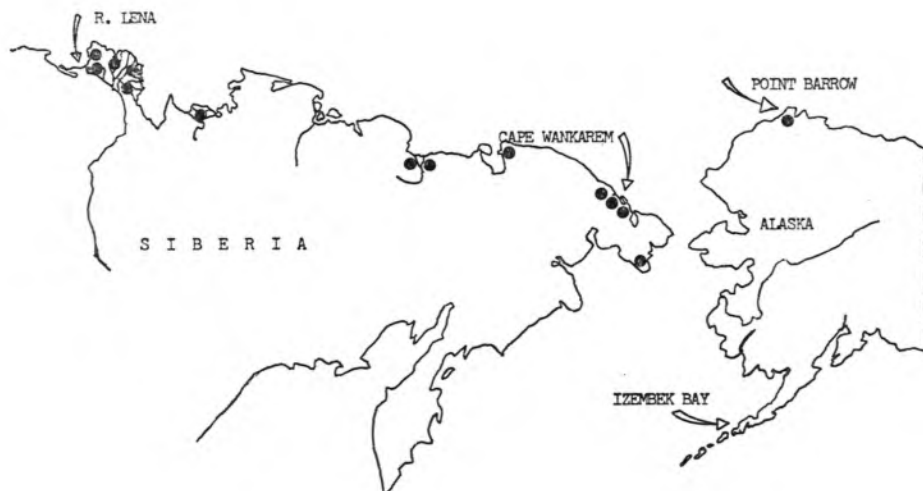 R. LENA
POINT BARROW
CAPE WANKAREM
ALASKA
S I B E R I A
IZEMBEK BAY